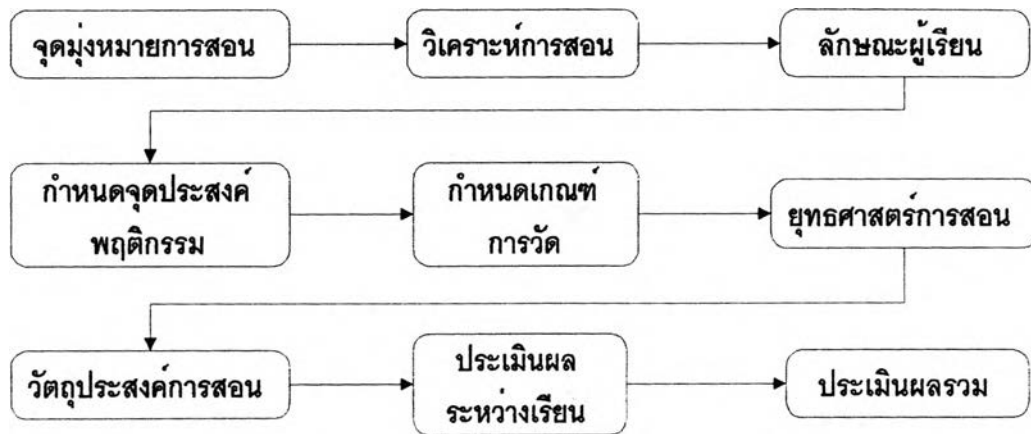 จุดมุ่งหมายการสอน
วิเคราะห์การสอน
ลักษณะผู้เรียน
กำหนดจุดประสงค์
พฤติกรรม
กำหนดเกณฑ์
การวัด
ยุทธศาสตร์การสอน
วัตถุประสงค์การสอน
ประเมินผล
ระหว่างเรียน
ประเมินผลรวม